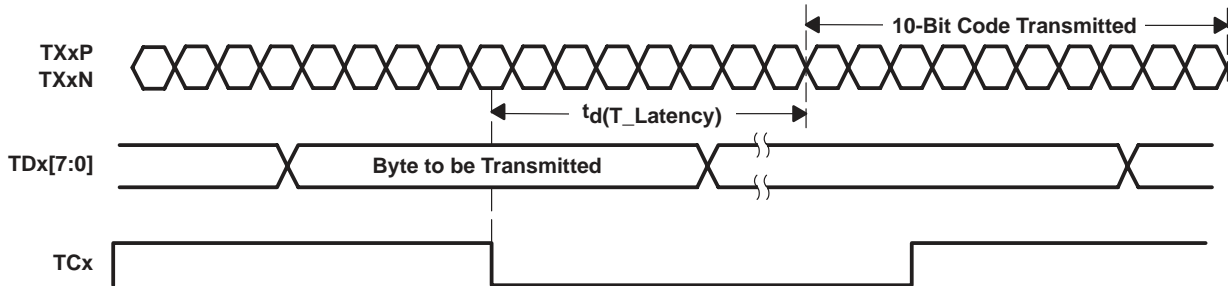 10-Bit Code Transmitted
TXxP
TXxN
td(T_Latency)
TDx[7:0]
Byte to be Transmitted
TCx